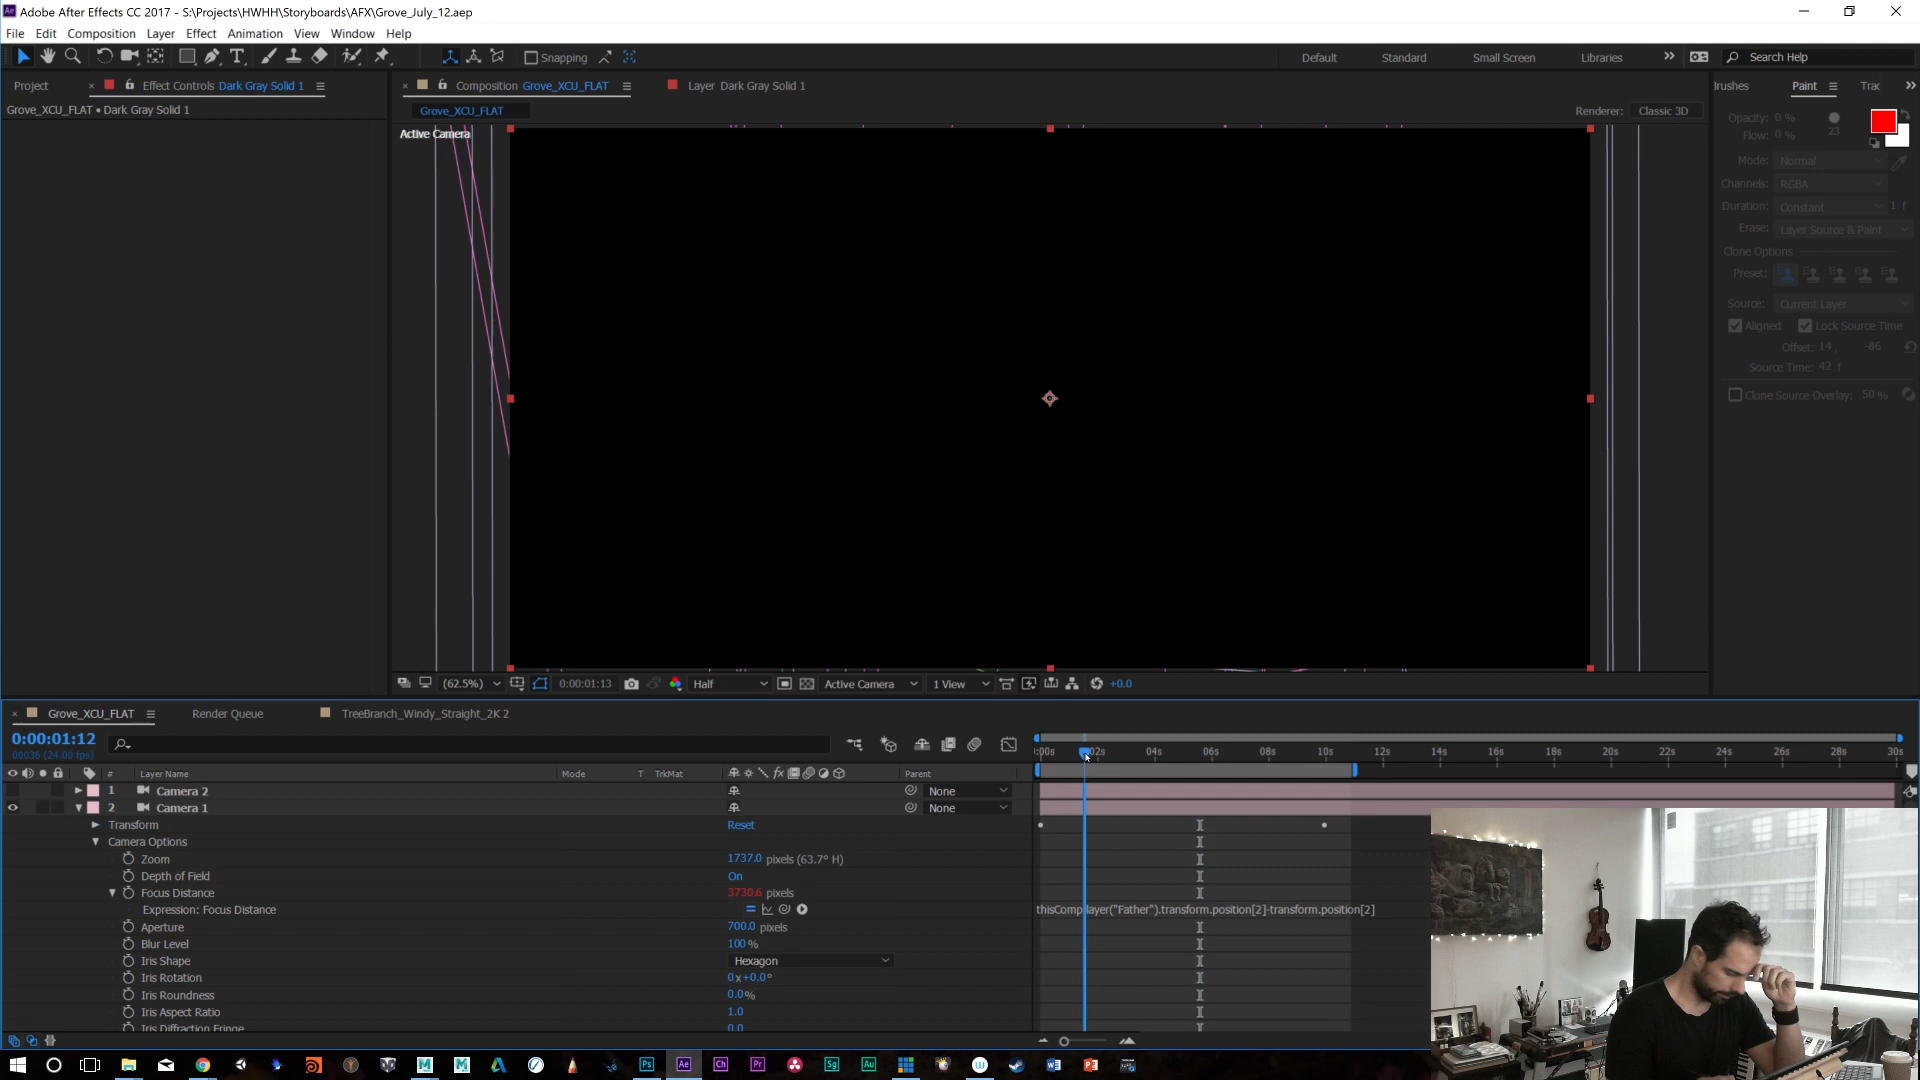 Adobe After Effects CC 2017 - S:\Projects\HWHH\Storyboards\AFX\Grove_July_12.aep
File Edit Composition Layer Effect Animation View Window Help
Snapping Default Standard Small Screen Libraries Search Help
Project Effect Controls Dark Gray Solid 1 Composition Grove_XCU_FLAT Layer Dark Gray Solid 1 Paint Trac
Grove_XCU_FLAT • Dark Gray Solid 1 Grove_XCU_FLAT Renderer: Classic 3D
Active Camera
Opacity: 0 %
Flow: 0 % 23
Mode: Normal
Channels: RGBA
Duration: Constant 1 f
Erase: Layer Source & Paint
Clone Options
Preset:
Source: Current Layer
Aligned Lock Source Time
Offset: 14 , -86
Source Time: 42 f
Clone Source Overlay: 50 %
(62.5%) 0:00:01:13 Half Active Camera 1 View +0.0
Grove_XCU_FLAT Render Queue TreeBranch_Windy_Straight_2K 2
0:00:01:12
00036 (24.00 fps)
02s 04s 06s 08s 10s 12s 14s 16s 18s 20s 22s 24s 26s 28s 30s
# Layer Name Mode T TrkMat Parent
1 Camera 2 None
2 Camera 1 None
Transform Reset
Camera Options
Zoom 1737.0 pixels (63.7° H)
Depth of Field On
Focus Distance 3730.6 pixels
Expression: Focus Distance thisComp.layer("Father").transform.position[2]-transform.position[2]
Aperture 700.0 pixels
Blur Level 100 %
Iris Shape Hexagon
Iris Rotation 0x+0.0°
Iris Roundness 0.0 %
Iris Aspect Ratio 1.0
Iris Diffraction Fringe 0.0